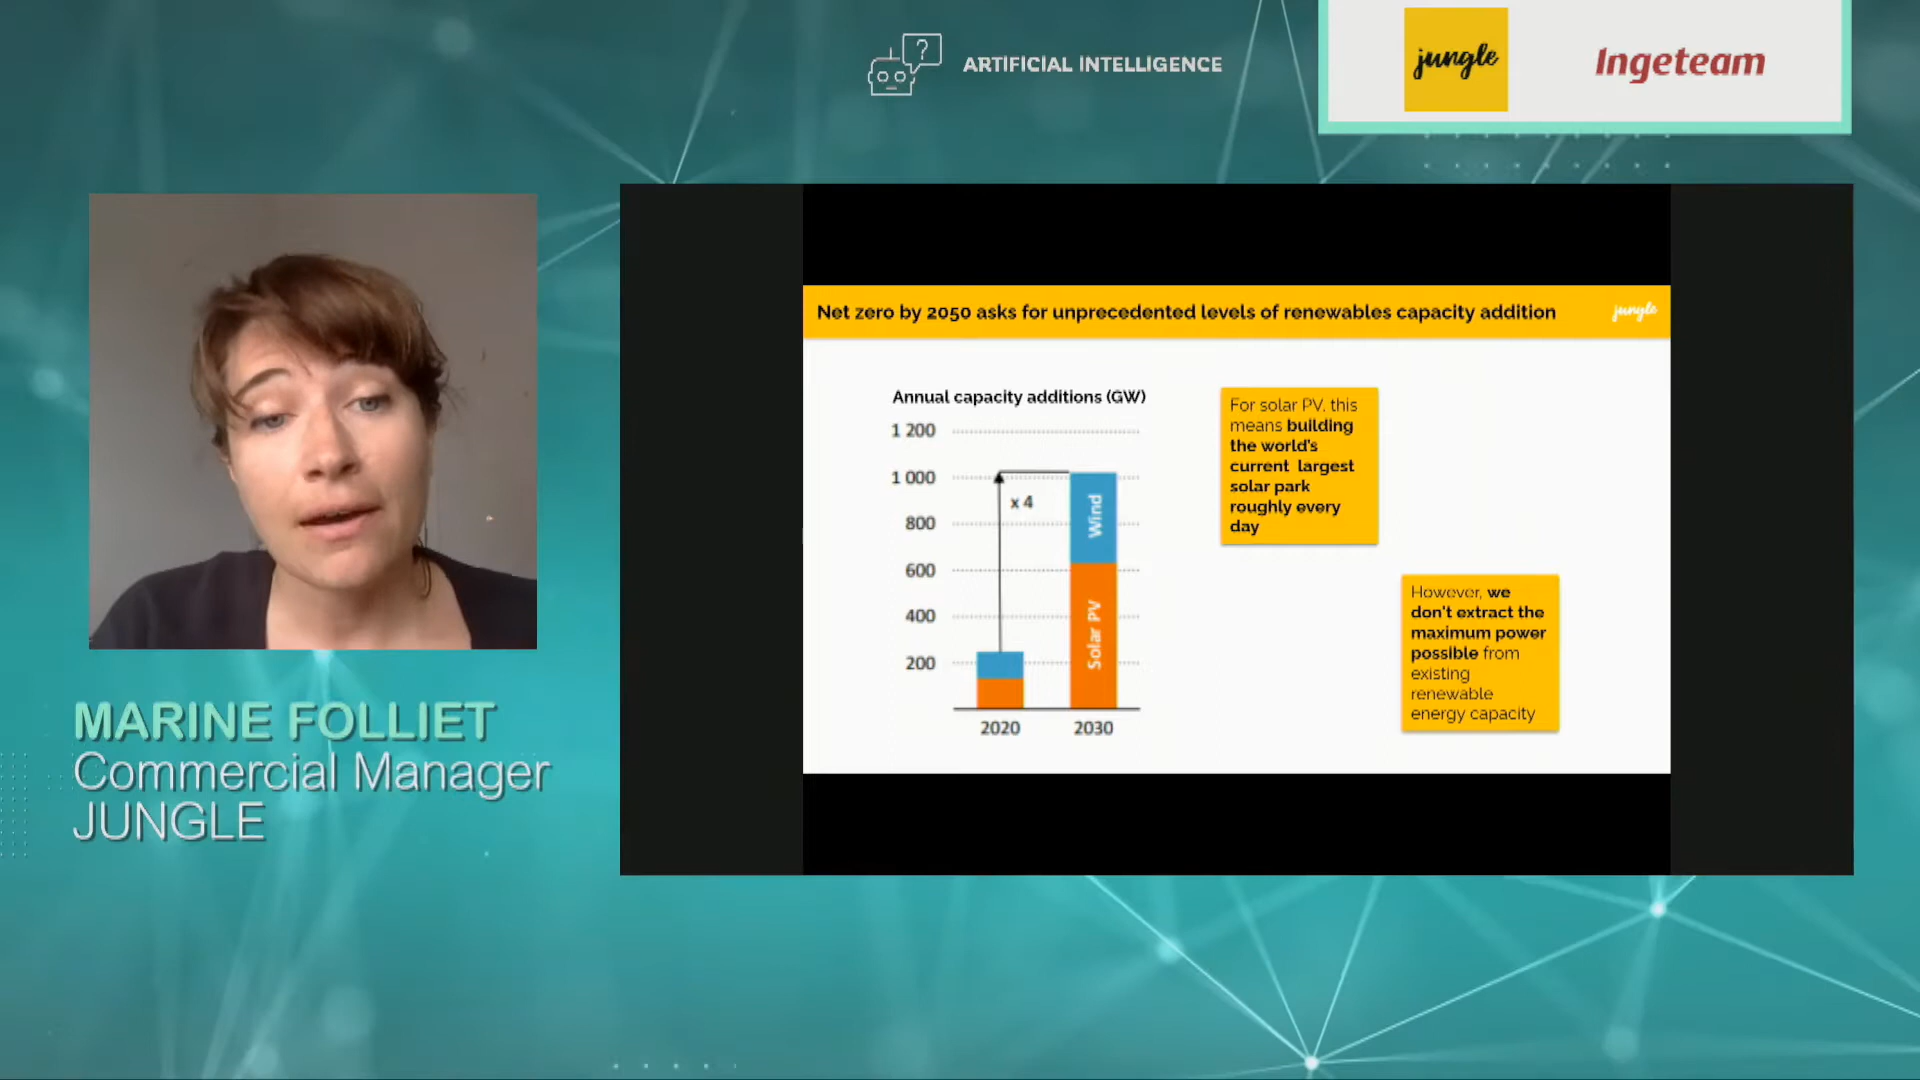 ?
ARTIFICIAL INTELLIGENCE
jungle
Ingeteam
MARINE FOLLIET
Commercial Manager
JUNGLE
Net zero by 2050 asks for unprecedented levels of renewables capacity addition
jungle
Annual capacity additions (GW)
1 200
1 000
800
600
400
200
x 4
Wind
Solar PV
2020
2030
For solar PV, this
means building
the world's
current largest
solar park
roughly every
day
However, we
don't extract the
maximum power
possible from
existing
renewable
energy capacity